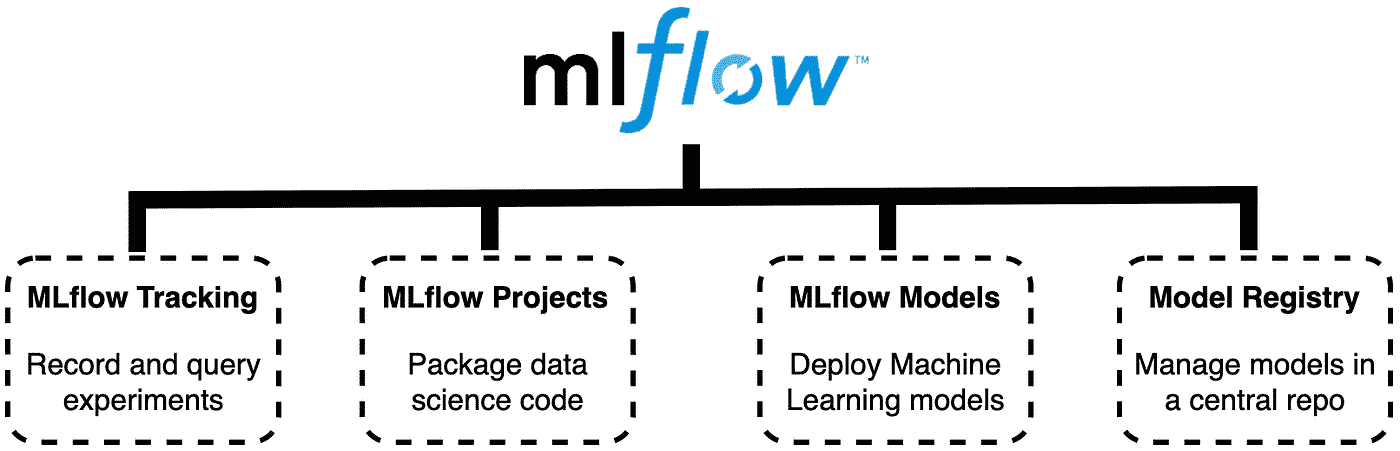 mlflow™
MLflow Tracking
Record and query
experiments
MLflow Projects
Package data
science code
MLflow Models
Deploy Machine
Learning models
Model Registry
Manage models in
a central repo